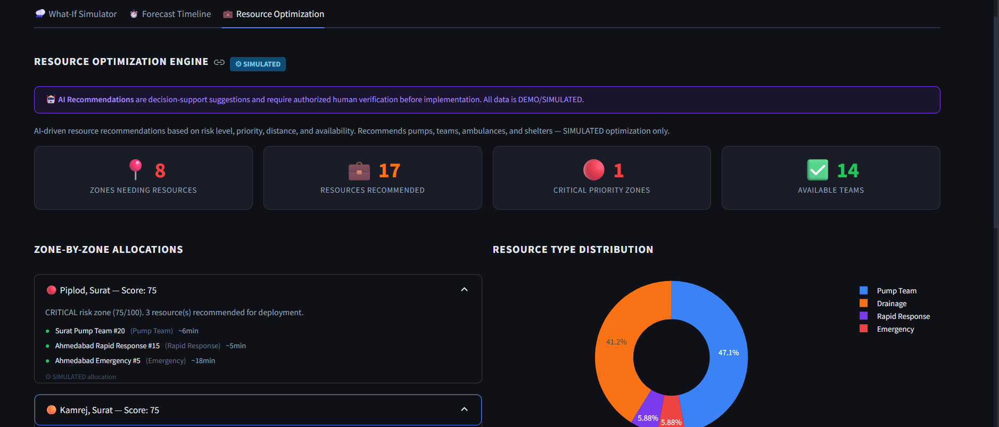 What-If Simulator
Forecast Timeline
Resource Optimization
RESOURCE OPTIMIZATION ENGINE
SIMULATED
AI Recommendations are decision-support suggestions and require authorized human verification before implementation. All data is DEMO/SIMULATED.
AI-driven resource recommendations based on risk level, priority, distance, and availability. Recommends pumps, teams, ambulances, and shelters — SIMULATED optimization only.
8
ZONES NEEDING RESOURCES
17
RESOURCES RECOMMENDED
1
CRITICAL PRIORITY ZONES
14
AVAILABLE TEAMS
ZONE-BY-ZONE ALLOCATIONS
Piplod, Surat — Score: 75
CRITICAL risk zone (75/100). 3 resource(s) recommended for deployment.
Surat Pump Team #20 (Pump Team) ~6min
Ahmedabad Rapid Response #15 (Rapid Response) ~5min
Ahmedabad Emergency #5 (Emergency) ~18min
SIMULATED allocation
Kamrej, Surat — Score: 75
RESOURCE TYPE DISTRIBUTION
41.2%
47.1%
5.88%
5.88%
Pump Team
Drainage
Rapid Response
Emergency